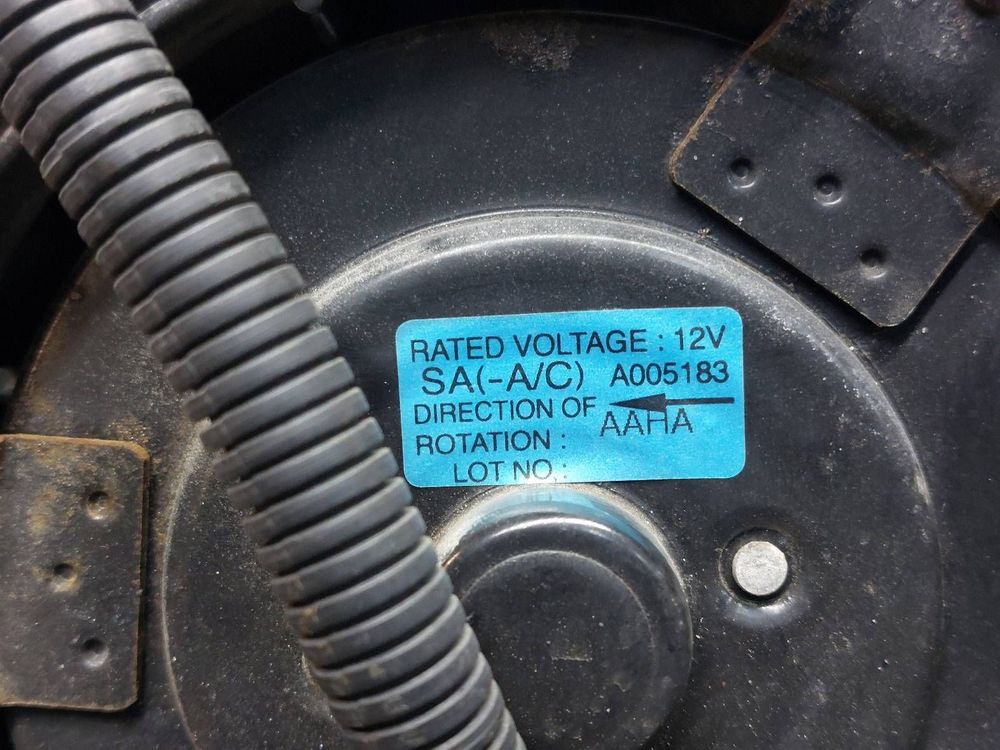 RATED VOLTAGE : 12V
SA(-A/C) A005183
DIRECTION OF
AAHA
ROTATION :
LOT NO. :